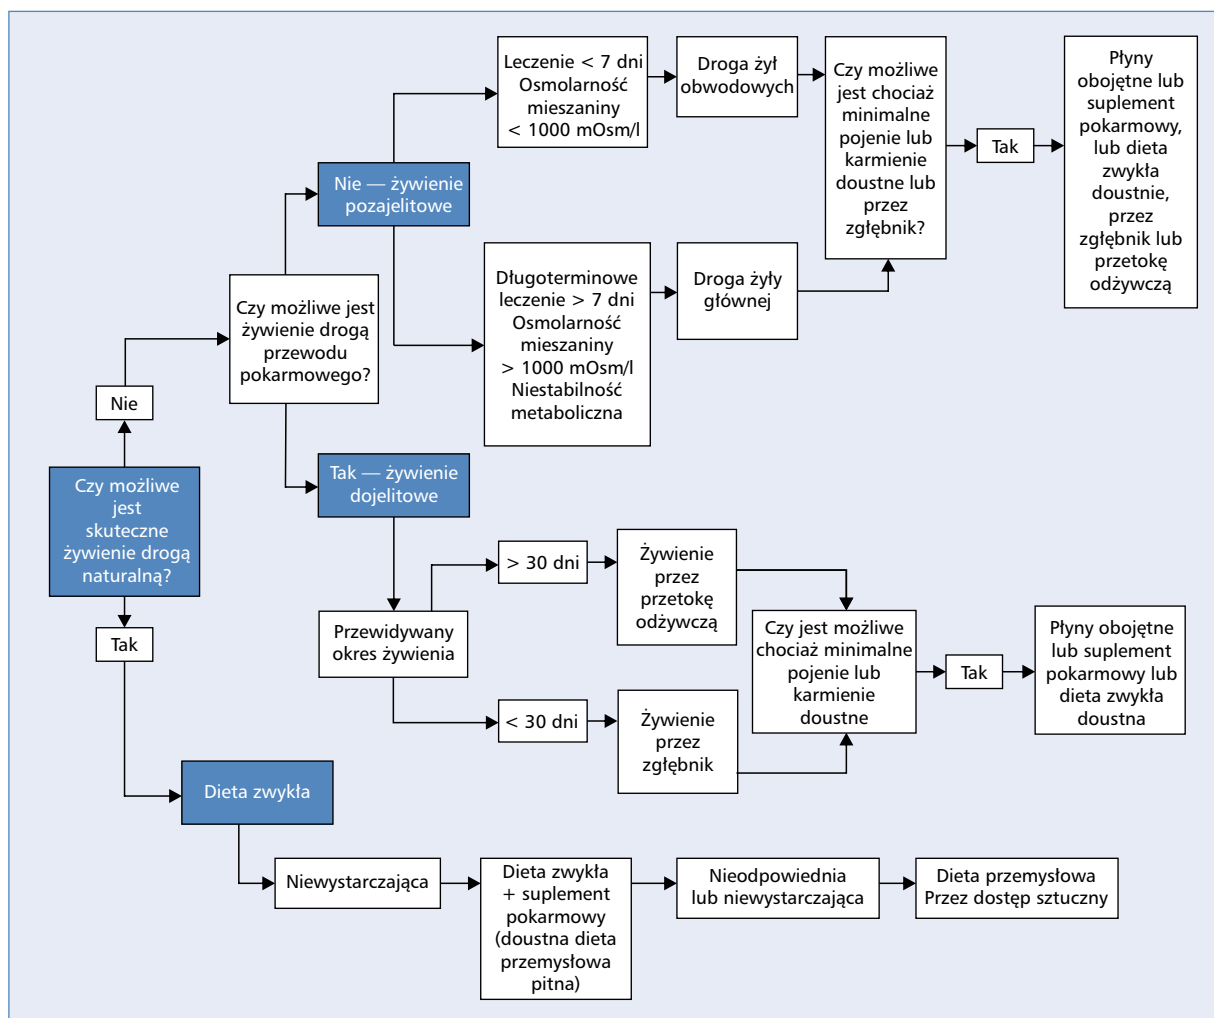 Leczenie < 7 dni
Osmolarność
mieszaniny
< 1000 mOsm/l
Droga żył
obwodowych
Czy możliwe
jest chociaż
minimalne
pojenie lub
karmienie
doustne lub
przez
zgłębnik?
Tak
Płyny
obojętne lub
suplement
pokarmowy,
lub dieta
zwykła
doustnie,
przez
zgłębnik lub
przetokę
odżywczą
Nie — żywienie
pozajelitowe
Długoterminowe
leczenie > 7 dni
Osmolarność
mieszaniny
> 1000 mOsm/l
Niestabilność
metaboliczna
Droga żyły
głównej
Czy możliwe jest
żywienie drogą
przewodu
pokarmowego?
Nie
Czy możliwe
jest
skuteczne
żywienie drogą
naturalną?
Tak
Tak — żywienie
dojelitowe
Przewidywany
okres żywienia
> 30 dni
Żywienie
przez
przetokę
odżywczą
< 30 dni
Żywienie
przez
zgłębnik
Czy jest możliwe
chociaż minimalne
pojenie lub
karmienie
doustne
Tak
Płyny obojętne
lub suplement
pokarmowy lub
dieta zwykła
doustna
Dieta zwykła
Niewystarczająca
Dieta zwykła
+ suplement
pokarmowy
(doustna dieta
przemysłowa
pitna)
Nieodpowiednia
lub niewystarczająca
Dieta przemysłowa
Przez dostęp sztuczny